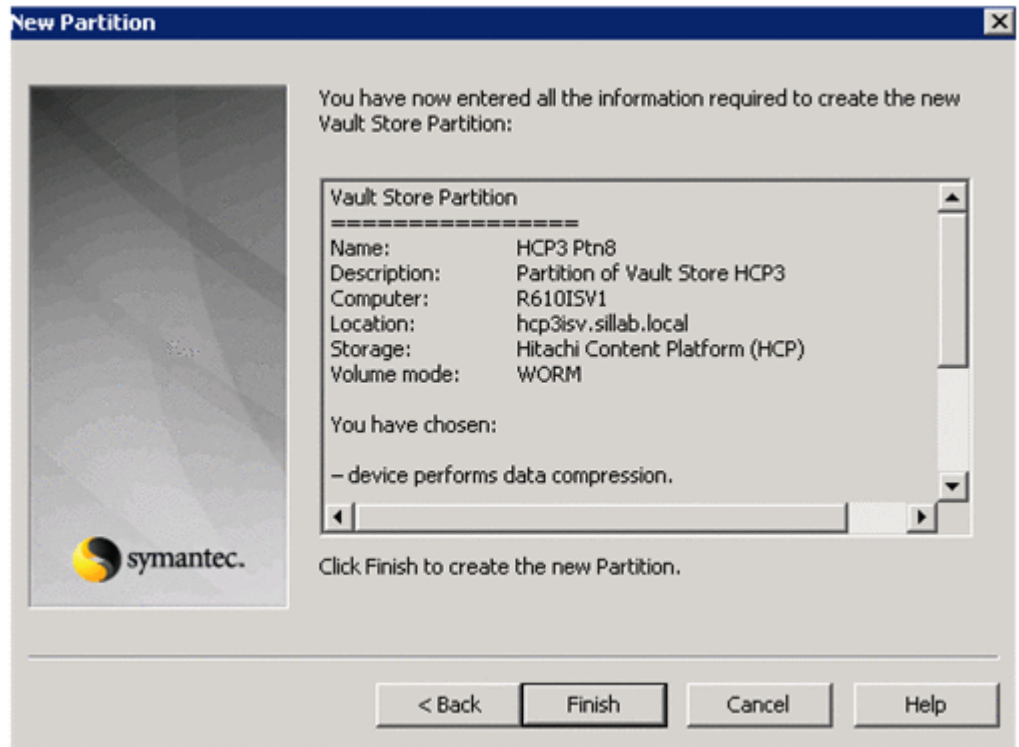 New Partition
You have now entered all the information required to create the new
Vault Store Partition:
Vault Store Partition
=================
Name: HCP3 Ptn8
Description: Partition of Vault Store HCP3
Computer: R610ISV1
Location: hcp3isv.sillab.local
Storage: Hitachi Content Platform (HCP)
Volume mode: WORM
You have chosen:
– device performs data compression.
symantec.
Click Finish to create the new Partition.
< Back Finish Cancel Help